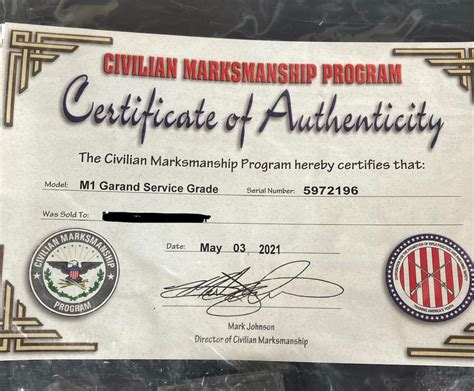 CIVILIAN MARKSMANSHIP PROGRAM
Certificate of Authenticity
The Civilian Marksmanship Program hereby certifies that:
Model: M1 Garand Service Grade Serial Number: 5972196
Was Sold To:
Date: May 03, 2021
Mark Johnson
Director of Civilian Marksmanship
CIVILIAN MARKSMANSHIP
PROGRAM